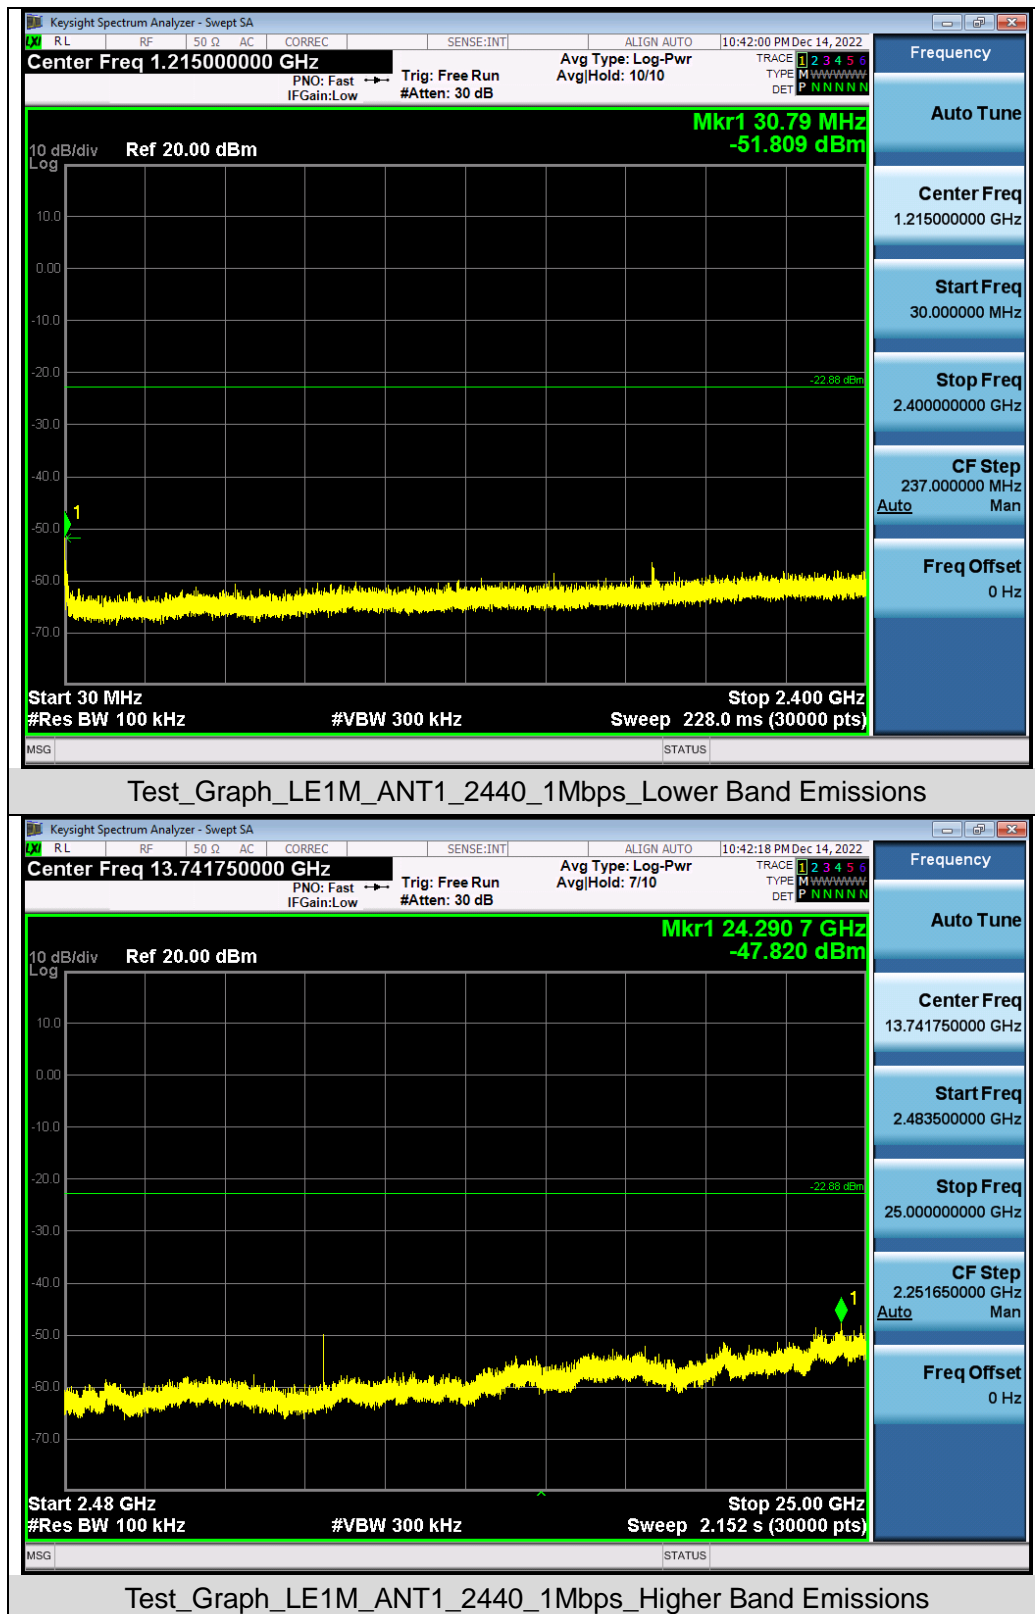 Keysight Spectrum Analyzer - Swept SA
LXI RL RF 50 Ω AC CORREC SENSE:INT ALIGN AUTO 10:42:00 PM Dec 14, 2022
Center Freq 1.215000000 GHz
PNO: Fast
IFGain:Low
Trig: Free Run
#Atten: 30 dB
Avg Type: Log-Pwr
Avg|Hold: 10/10
TRACE 1 2 3 4 5 6
TYPE M WWWWW
DET P N N N N N
Mkr1 30.79 MHz
-51.809 dBm
10 dB/div Ref 20.00 dBm
Log
10.0
0.00
-10.0
-20.0
-22.88 dBm
-30.0
-40.0
1
-50.0
-60.0
-70.0
Start 30 MHz Stop 2.400 GHz
#Res BW 100 kHz #VBW 300 kHz Sweep 228.0 ms (30000 pts)
MSG STATUS
Frequency
Auto Tune
Center Freq
1.215000000 GHz
Start Freq
30.000000 MHz
Stop Freq
2.400000000 GHz
CF Step
237.000000 MHz
Auto Man
Freq Offset
0 Hz
Test_Graph_LE1M_ANT1_2440_1Mbps_Lower Band Emissions
Keysight Spectrum Analyzer - Swept SA
LXI RL RF 50 Ω AC CORREC SENSE:INT ALIGN AUTO 10:42:18 PM Dec 14, 2022
Center Freq 13.741750000 GHz
PNO: Fast
IFGain:Low
Trig: Free Run
#Atten: 30 dB
Avg Type: Log-Pwr
Avg|Hold: 7/10
TRACE 1 2 3 4 5 6
TYPE M WWWWW
DET P N N N N N
Mkr1 24.290 7 GHz
-47.820 dBm
10 dB/div Ref 20.00 dBm
Log
10.0
0.00
-10.0
-20.0
-22.88 dBm
-30.0
-40.0
1
-50.0
-60.0
-70.0
Start 2.48 GHz Stop 25.00 GHz
#Res BW 100 kHz #VBW 300 kHz Sweep 2.152 s (30000 pts)
MSG STATUS
Frequency
Auto Tune
Center Freq
13.741750000 GHz
Start Freq
2.483500000 GHz
Stop Freq
25.000000000 GHz
CF Step
2.251650000 GHz
Auto Man
Freq Offset
0 Hz
Test_Graph_LE1M_ANT1_2440_1Mbps_Higher Band Emissions